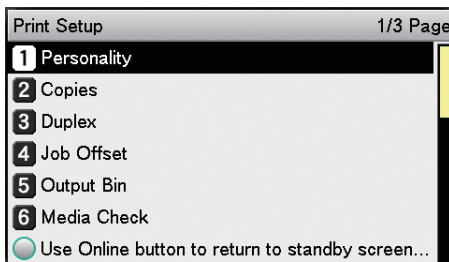 Print Setup 1/3 Page
1 Personality
2 Copies
3 Duplex
4 Job Offset
5 Output Bin
6 Media Check
Use Online button to return to standby screen...